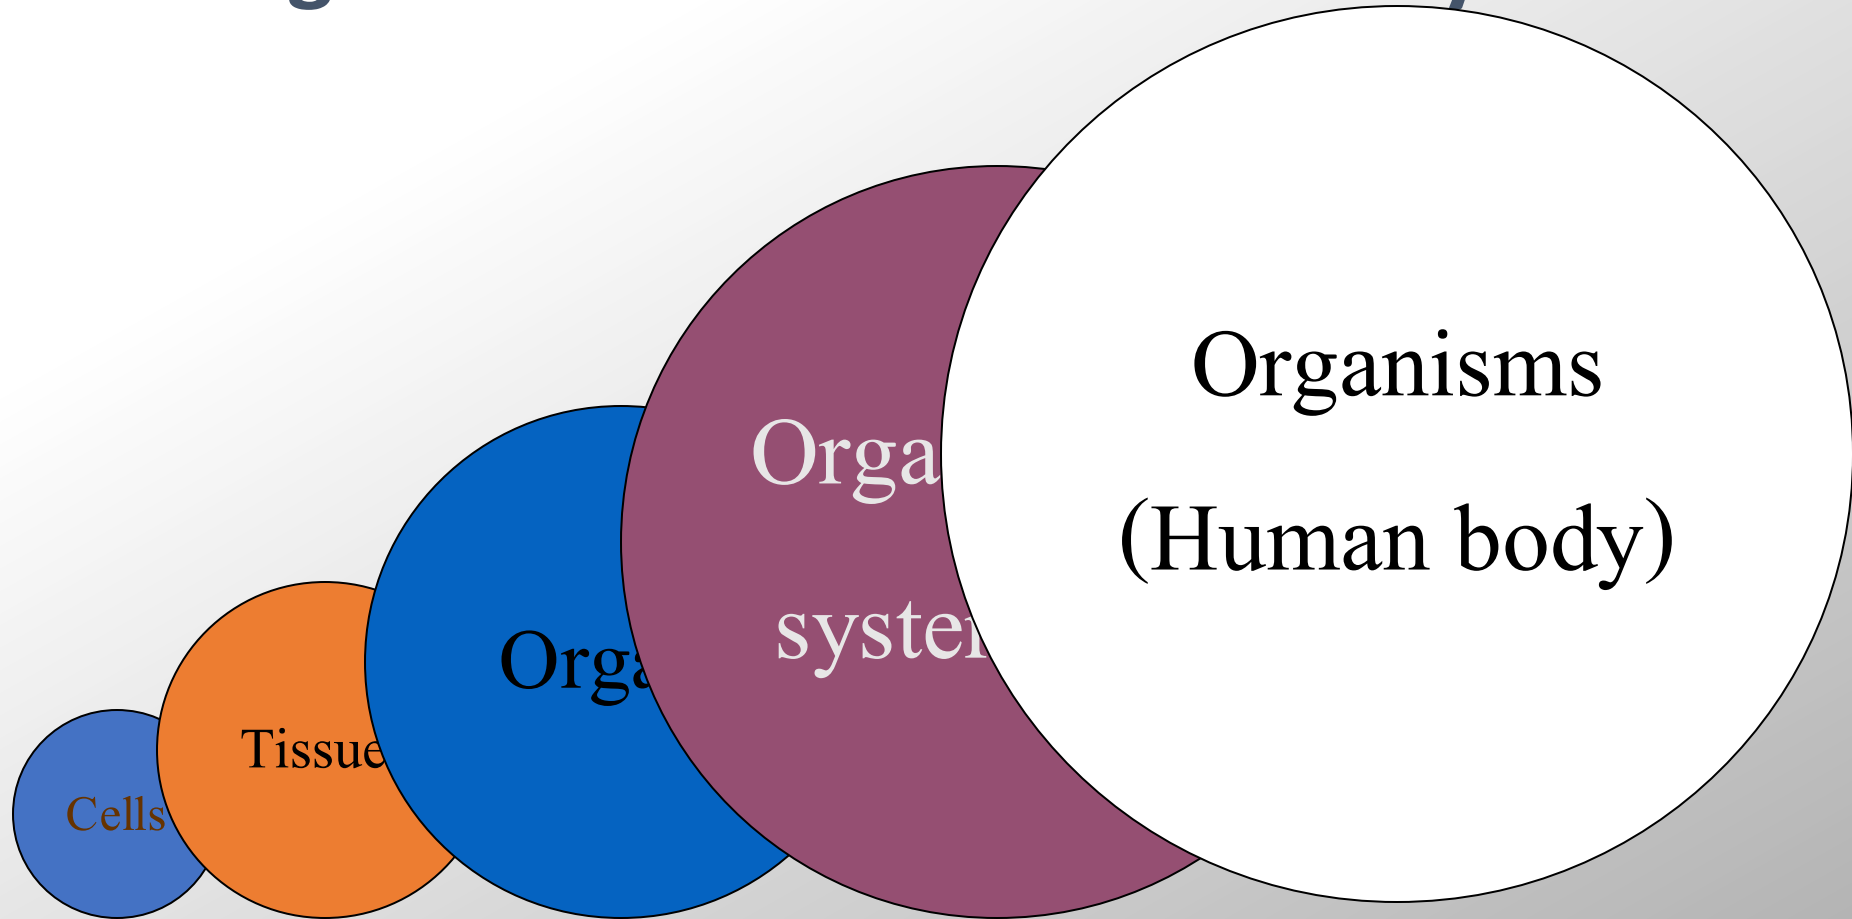 Organisms
(Human body)
Orga
syste
Orga
Tissue
Cells